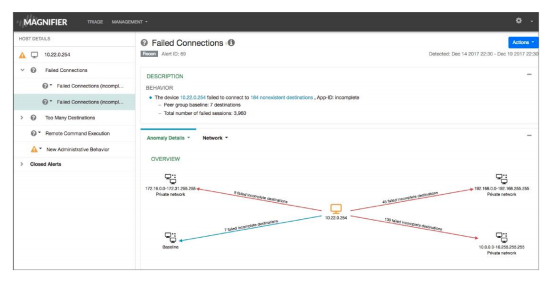 MAGNIFIER TRIAGE MANAGEMENT
HOST DETAILS
10.22.0.254
Failed Connections
Failed Connections (incompl...
Failed Connections (incompl...
Too Many Destinations
Remote Command Execution
New Administrative Behavior
Closed Alerts
Failed Connections
Actions
Recon Alert ID: 60
Detected: Dec 14 2017 22:30 - Dec 19 2017 22:30
DESCRIPTION
BEHAVIOR
The device 10.22.0.254 failed to connect to 184 nonexistent destinations , App-ID: incomplete
– Peer group baseline: 7 destinations
– Total number of failed sessions: 3,960
Anomaly Details Network
OVERVIEW
172.16.0.0-172.31.255.255
Private network
failed incomplete destinations
failed incomplete destinations
192.168.0.0-192.168.255.255
Private network
10.22.0.254
7 failed incomplete destinations
failed incomplete destinations
Baseline
10.0.0.0-10.255.255.255
Private network